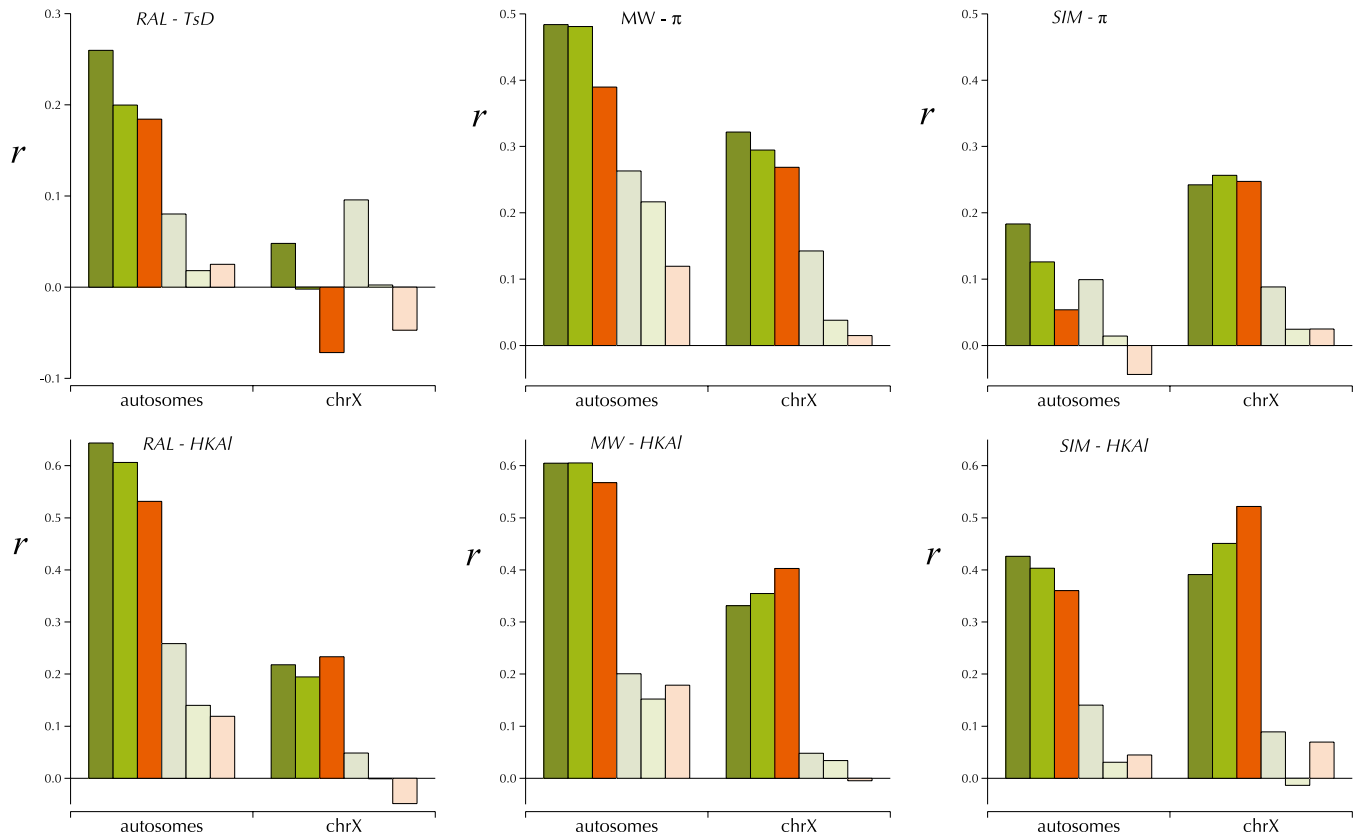 RAL - TsD
0.3
0.2
0.1
0.0
-0.1
r
autosomes chrX
MW - π
0.5
0.4
0.3
0.2
0.1
0.0
r
autosomes chrX
SIM - π
0.5
0.4
0.3
0.2
0.1
0.0
r
autosomes chrX
RAL - HKAl
0.6
0.5
0.4
0.3
0.2
0.1
0.0
r
autosomes chrX
MW - HKAl
0.6
0.5
0.4
0.3
0.2
0.1
0.0
r
autosomes chrX
SIM - HKAl
0.6
0.5
0.4
0.3
0.2
0.1
0.0
r
autosomes chrX